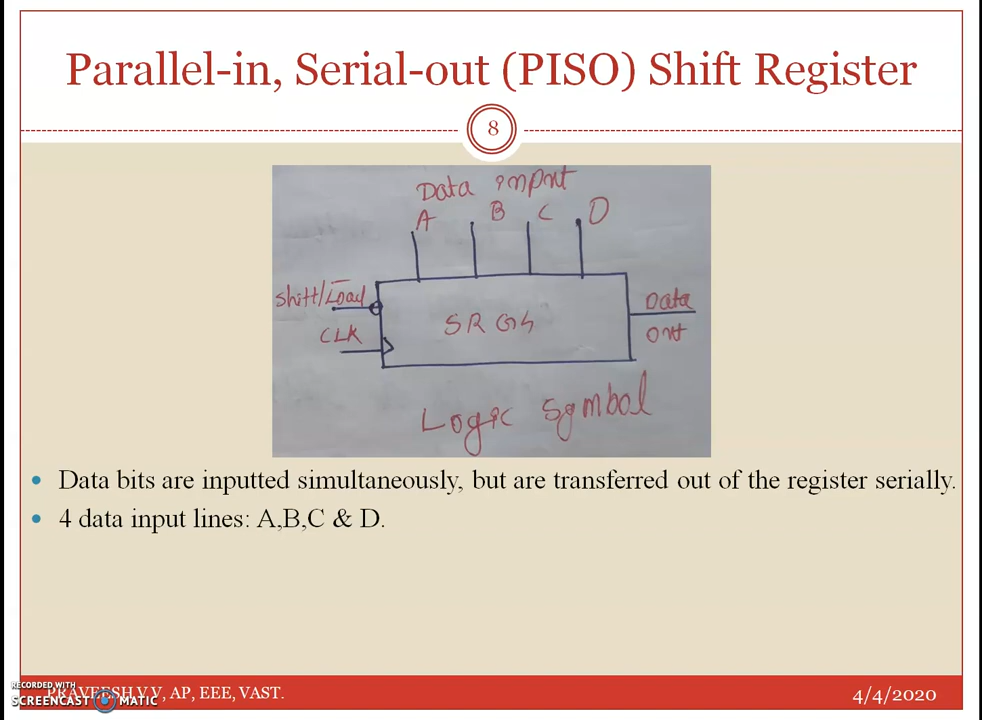 Parallel-in, Serial-out (PISO) Shift Register
8
Data input
A B C D
Shift/Load
CLK
SRG4
Data
out
Logic Symbol
• Data bits are inputted simultaneously, but are transferred out of the register serially.
• 4 data input lines: A,B,C & D.
RECORDED WITH
SCREENCAST MATIC
PRAVEESH.V.V, AP, EEE, VAST.
4/4/2020